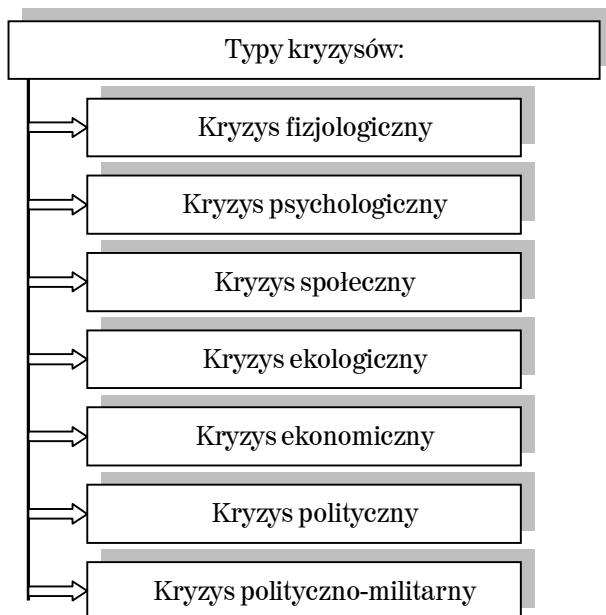 Typy kryzysów:
Kryzys fizjologiczny
Kryzys psychologiczny
Kryzys społeczny
Kryzys ekologiczny
Kryzys ekonomiczny
Kryzys polityczny
Kryzys polityczno-militarny